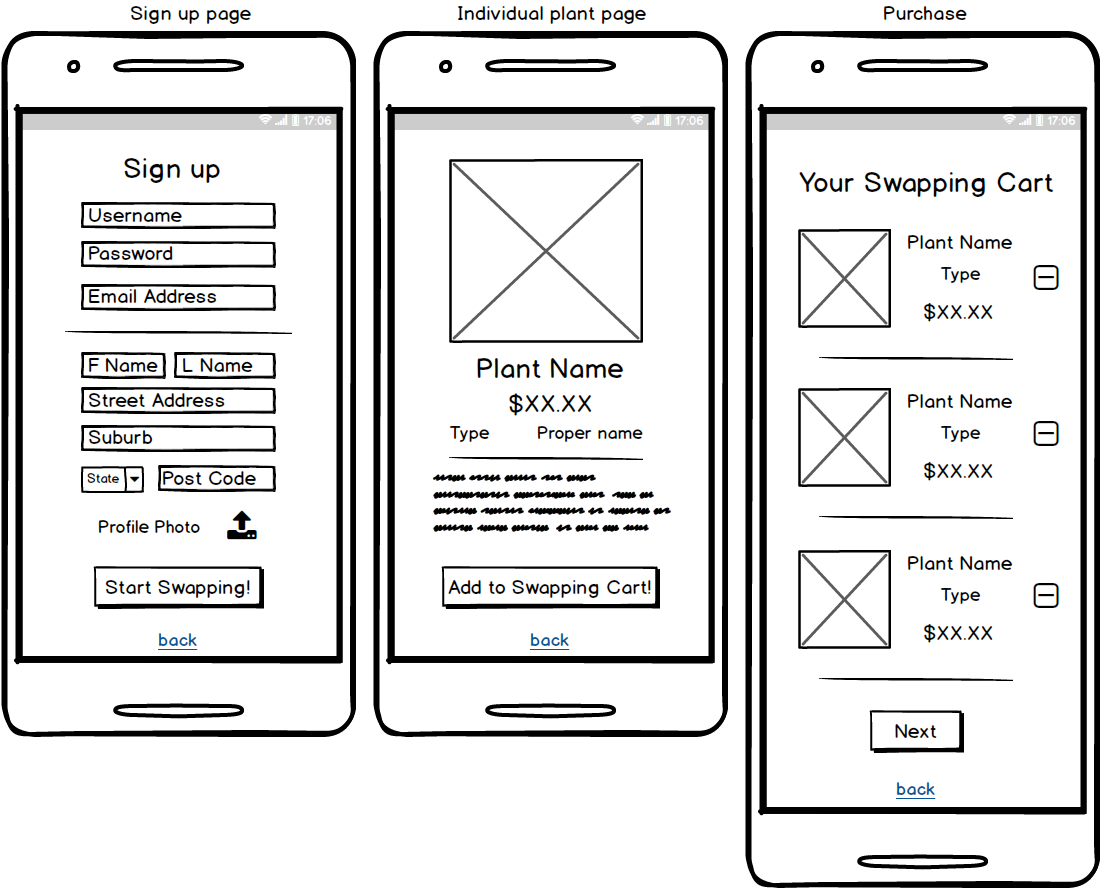 Sign up page
17:06
Sign up
Username
Password
Email Address
F Name L Name
Street Address
Suburb
State Post Code
Profile Photo
Start Swapping!
back
Individual plant page
17:06
Plant Name
$XX.XX
Type Proper name
Add to Swapping Cart!
back
Purchase
17:06
Your Swapping Cart
Plant Name
Type
$XX.XX
Plant Name
Type
$XX.XX
Plant Name
Type
$XX.XX
Next
back